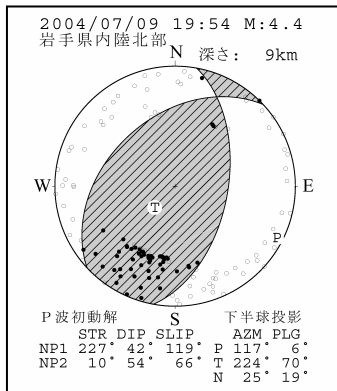 2004/07/09 19:54 M:4.4
岩手県内陸北部
N
深さ: 9km
W
E
T
P
S
P波初動解 下半球投影
STR DIP SLIP AZM PLG
NP1 227° 42° 119° P 117° 6°
NP2 10° 54° 66° T 224° 70°
N 25° 19°